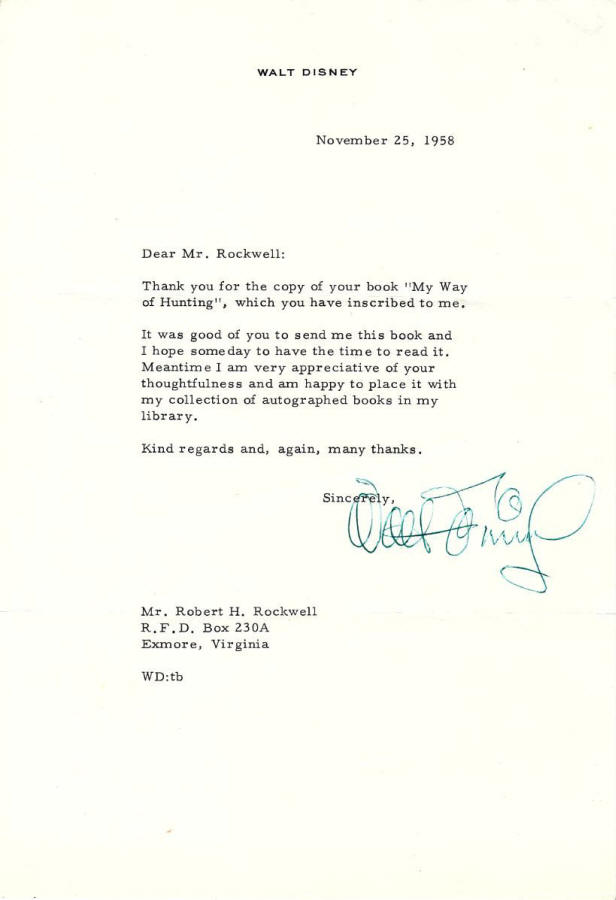 WALT DISNEY
November 25, 1958
Dear Mr. Rockwell:
Thank you for the copy of your book "My Way
of Hunting", which you have inscribed to me.
It was good of you to send me this book and
I hope someday to have the time to read it.
Meantime I am very appreciative of your
thoughtfulness and am happy to place it with
my collection of autographed books in my
library.
Kind regards and, again, many thanks.
Sincerely,
Walt Disney
Mr. Robert H. Rockwell
R.F.D. Box 230A
Exmore, Virginia
WD:tb